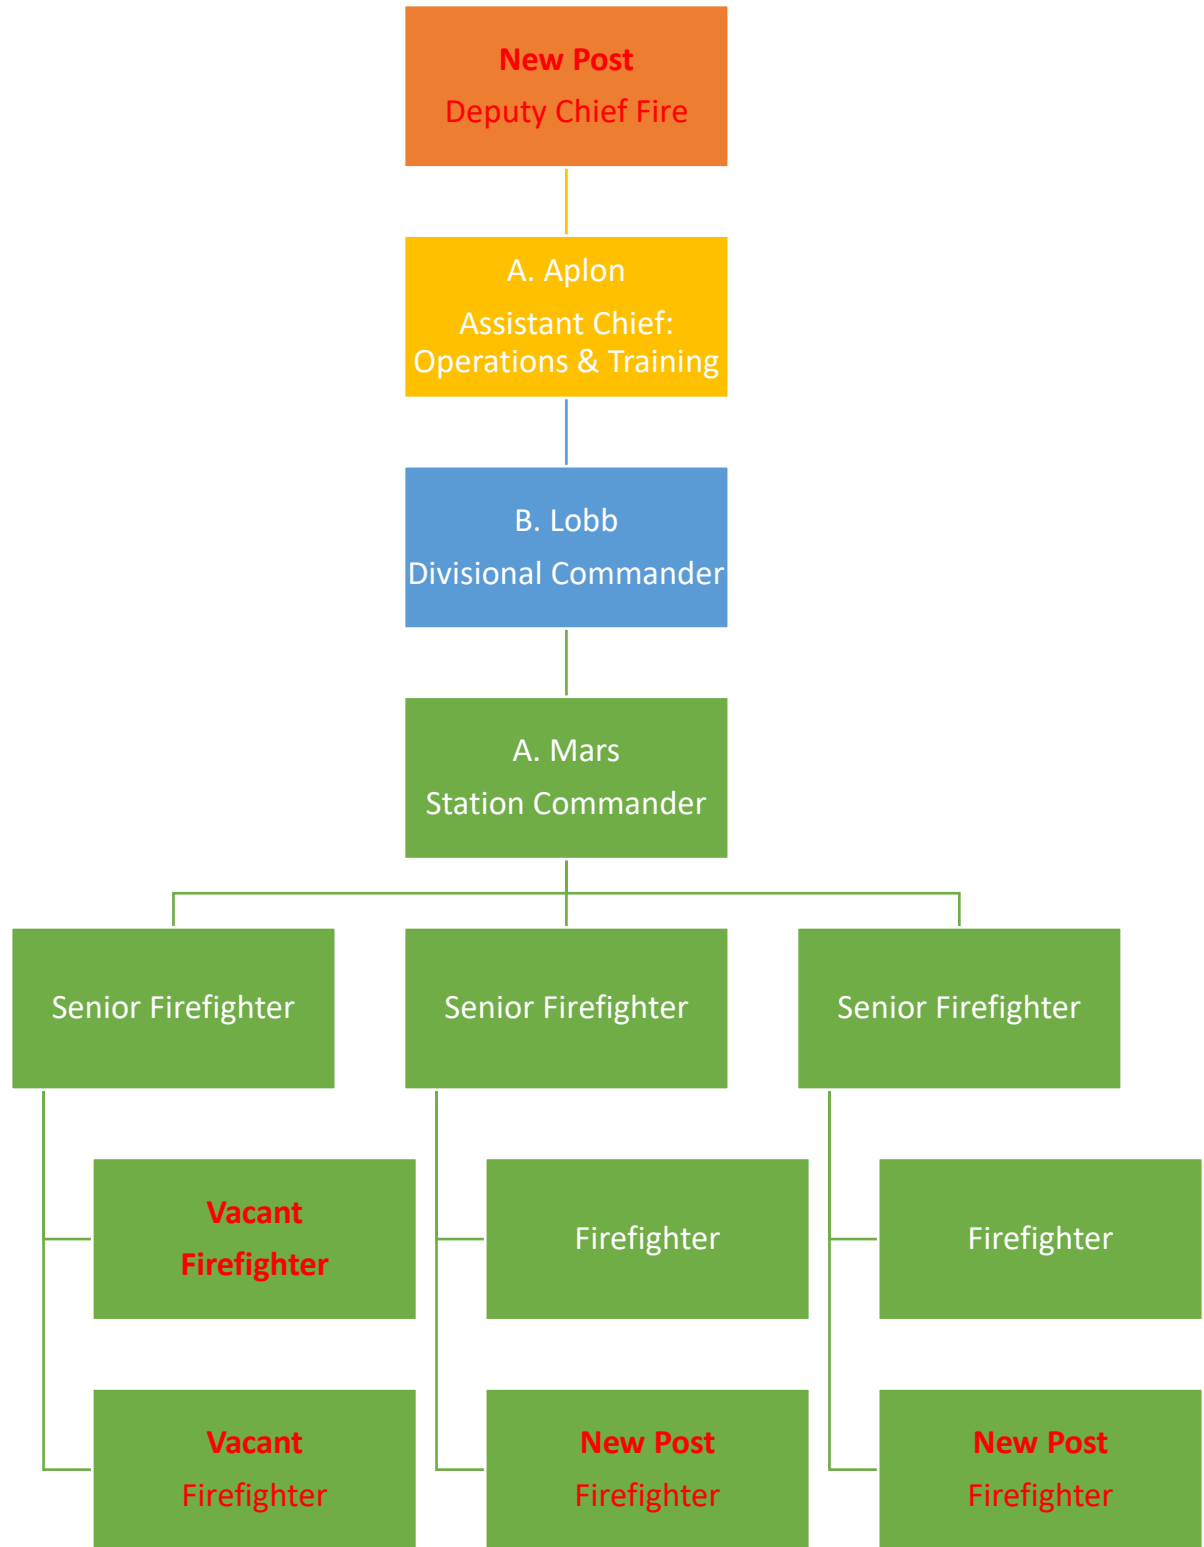 New Post
Deputy Chief Fire
A. Aplon
Assistant Chief:
Operations & Training
B. Lobb
Divisional Commander
A. Mars
Station Commander
Senior Firefighter
Senior Firefighter
Senior Firefighter
Vacant
Firefighter
Firefighter
Firefighter
Vacant
Firefighter
New Post
Firefighter
New Post
Firefighter